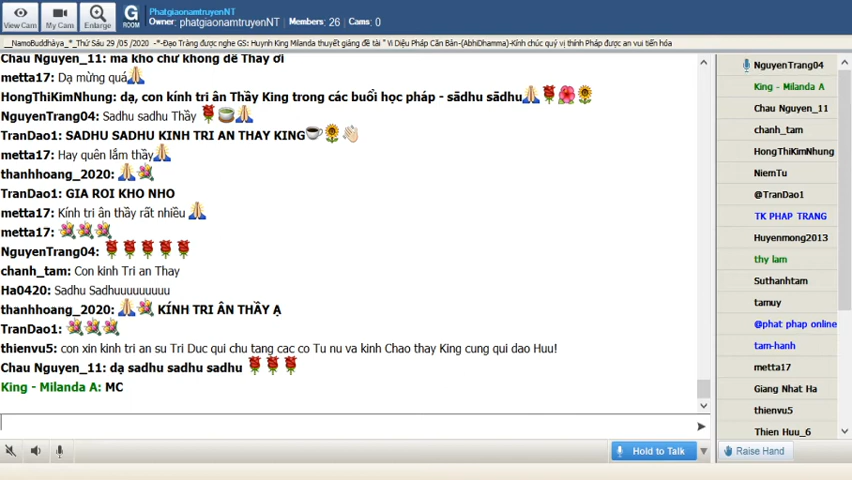 View Cam
My Cam
Enlarge
G
ROOM
PhatgiaonamtruyenNT
Owner: phatgiaonamtruyenNT Members: 26 Cams: 0
__NamoBuddhàya_*_Thứ Sáu 29 /05 /2020 -*-Đạo Tràng được nghe GS: Huynh King Milanda thuyết giảng đề tài " Vi Diệu Pháp Căn Bản-(AbhiDhamma)-Kính chúc quý vị thính Pháp được an vui tiến hóa
Chau Nguyen_11: ma kho chư khong dê Thay ơi
metta17: Dạ mừng quá
HongThiKimNhung: dạ, con kính tri ân Thầy King trong các buổi học pháp - sādhu sādhu
NguyenTrang04: Sadhu sadhu Thầy
TranDao1: SADHU SADHU KINH TRI AN THAY KING
metta17: Hay quên lắm thầy
thanhhoang_2020:
TranDao1: GIA ROI KHO NHO
metta17: Kính tri ân thầy rất nhiều
metta17:
NguyenTrang04:
chanh_tam: Con kinh Tri an Thay
Ha0420: Sadhu Sadhuuuuuuuuu
thanhhoang_2020: KÍNH TRI ÂN THẦY Ạ
TranDao1:
thienvu5: con xin kinh tri an su Tri Duc qui chu tang cac co Tu nu va kinh Chao thay King cung qui dao Huu!
Chau Nguyen_11: dạ sadhu sadhu sadhu
King - Milanda A: MC
Hold to Talk
NguyenTrang04
King - Milanda A
Chau Nguyen_11
chanh_tam
HongThiKimNhung
NiemTu
@TranDao1
TK PHAP TRANG
Huyenmong2013
thy lam
Suthanhtam
tamuy
@phat phap online
tam-hanh
metta17
Giang Nhat Ha
thienvu5
Thien Huu_6
Raise Hand